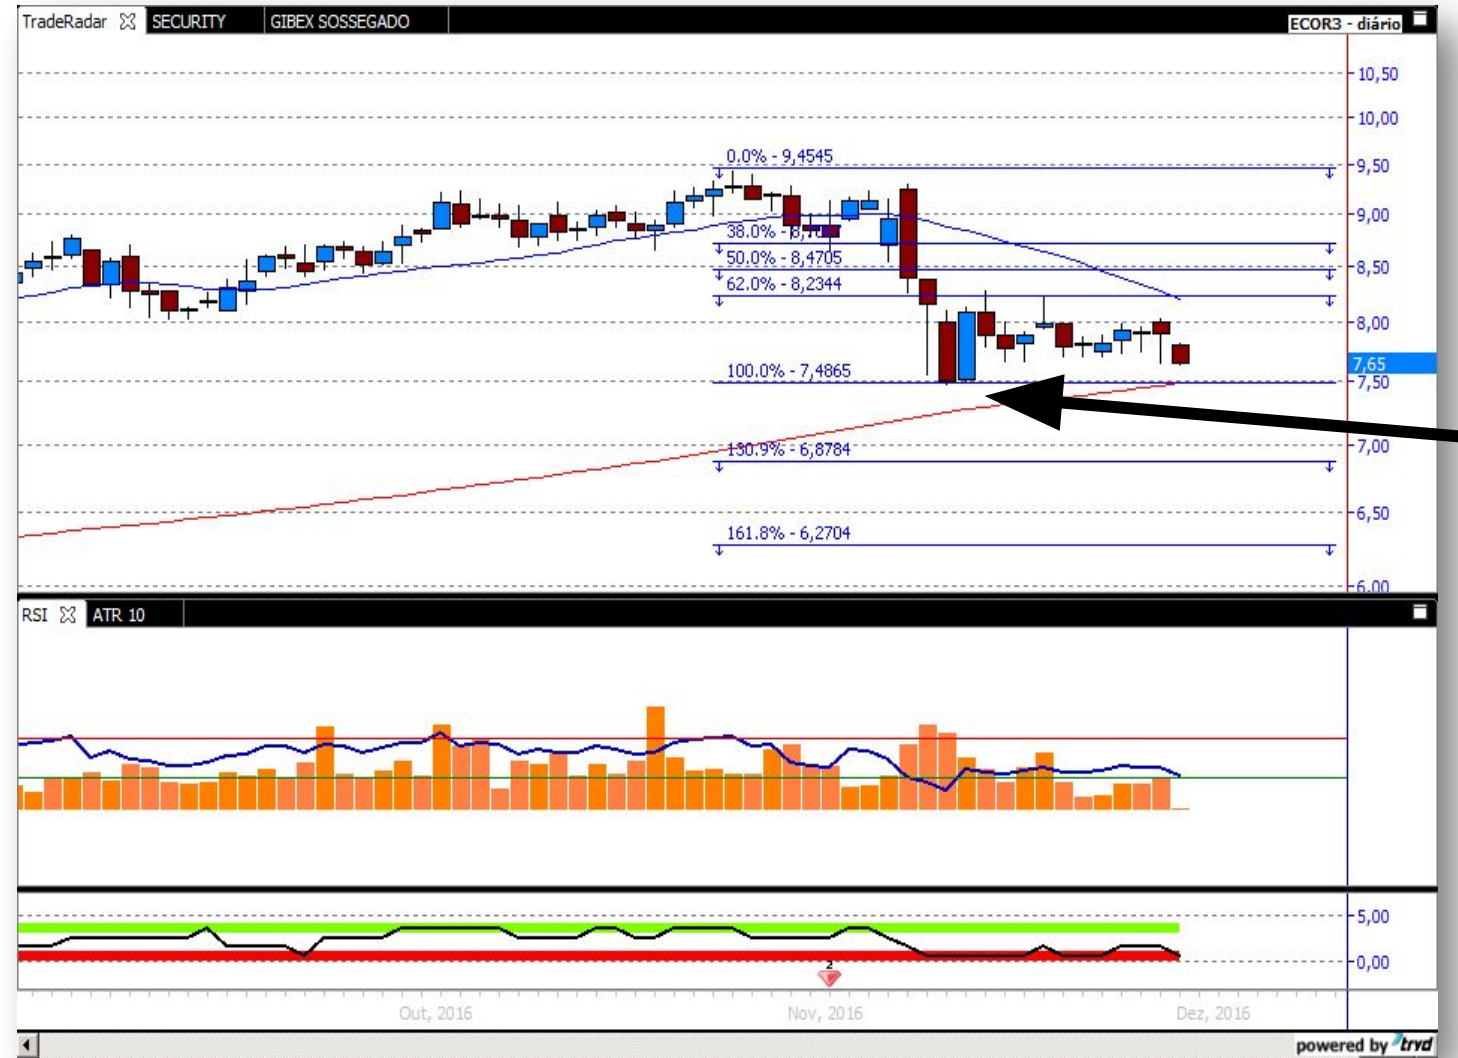 TradeRadar SECURITY GIBEX SOSSEGADO ECOR3 - diário
10,50
10,00
0.0% - 9,4545
9,50
9,00
38.0% -
50.0% - 8,4705
8,50
62.0% - 8,2344
8,00
100.0% - 7,4865
7,65
7,50
130.9% - 6,8784
7,00
6,50
161.8% - 6,2704
6,00
RSI ATR 10
5,00
0,00
2
Out, 2016 Nov, 2016 Dez, 2016
powered by tryd